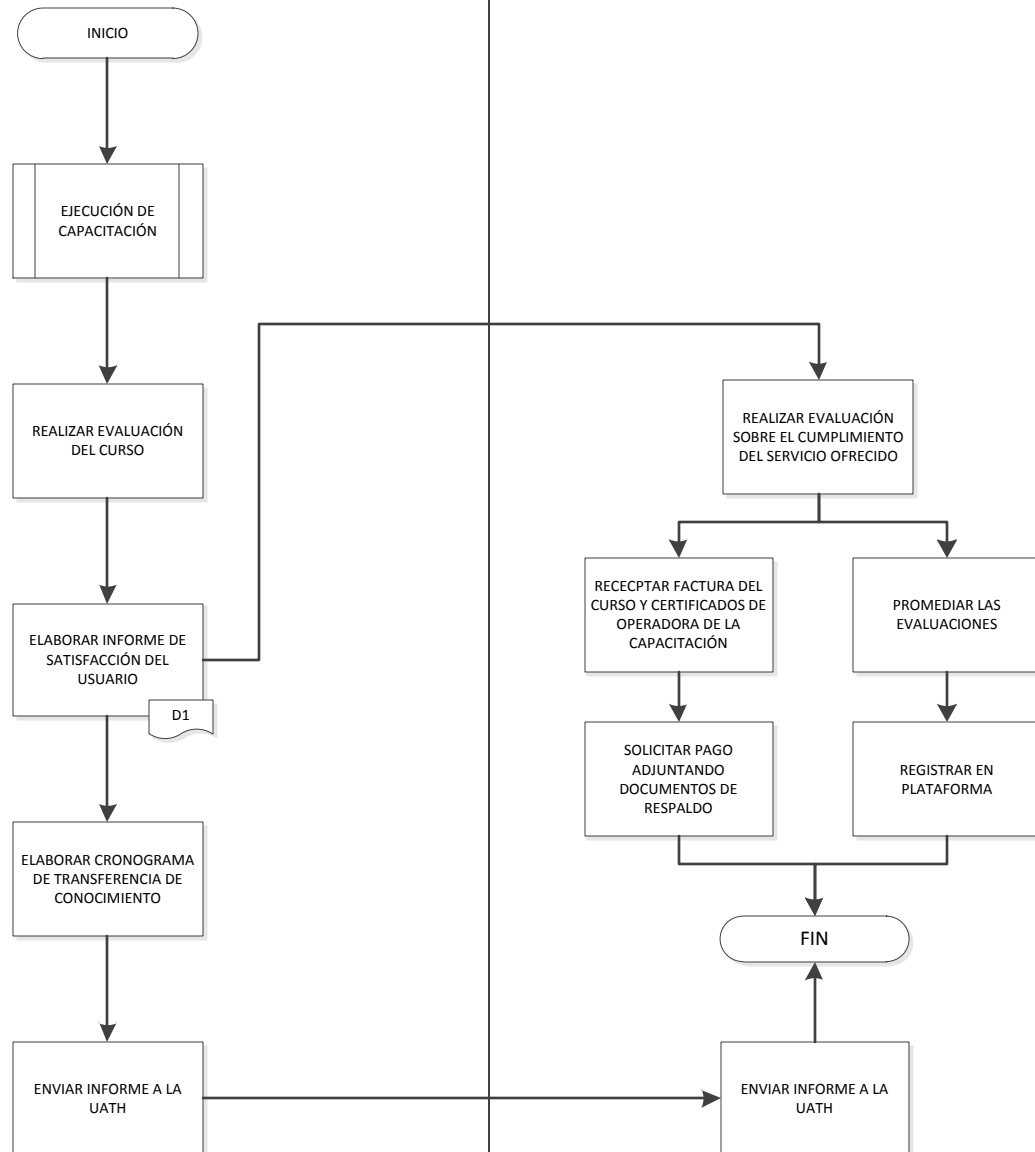 INICIO
EJECUCIÓN DE
CAPACITACIÓN
REALIZAR EVALUACIÓN
DEL CURSO
ELABORAR INFORME DE
SATISFACCIÓN DEL
USUARIO
D1
ELABORAR CRONOGRAMA
DE TRANSFERENCIA DE
CONOCIMIENTO
ENVIAR INFORME A LA
UATH
REALIZAR EVALUACIÓN
SOBRE EL CUMPLIMIENTO
DEL SERVICIO OFRECIDO
RECECPTAR FACTURA DEL
CURSO Y CERTIFICADOS DE
OPERADORA DE LA
CAPACITACIÓN
PROMEDIAR LAS
EVALUACIONES
SOLICITAR PAGO
ADJUNTANDO
DOCUMENTOS DE
RESPALDO
REGISTRAR EN
PLATAFORMA
FIN
ENVIAR INFORME A LA
UATH